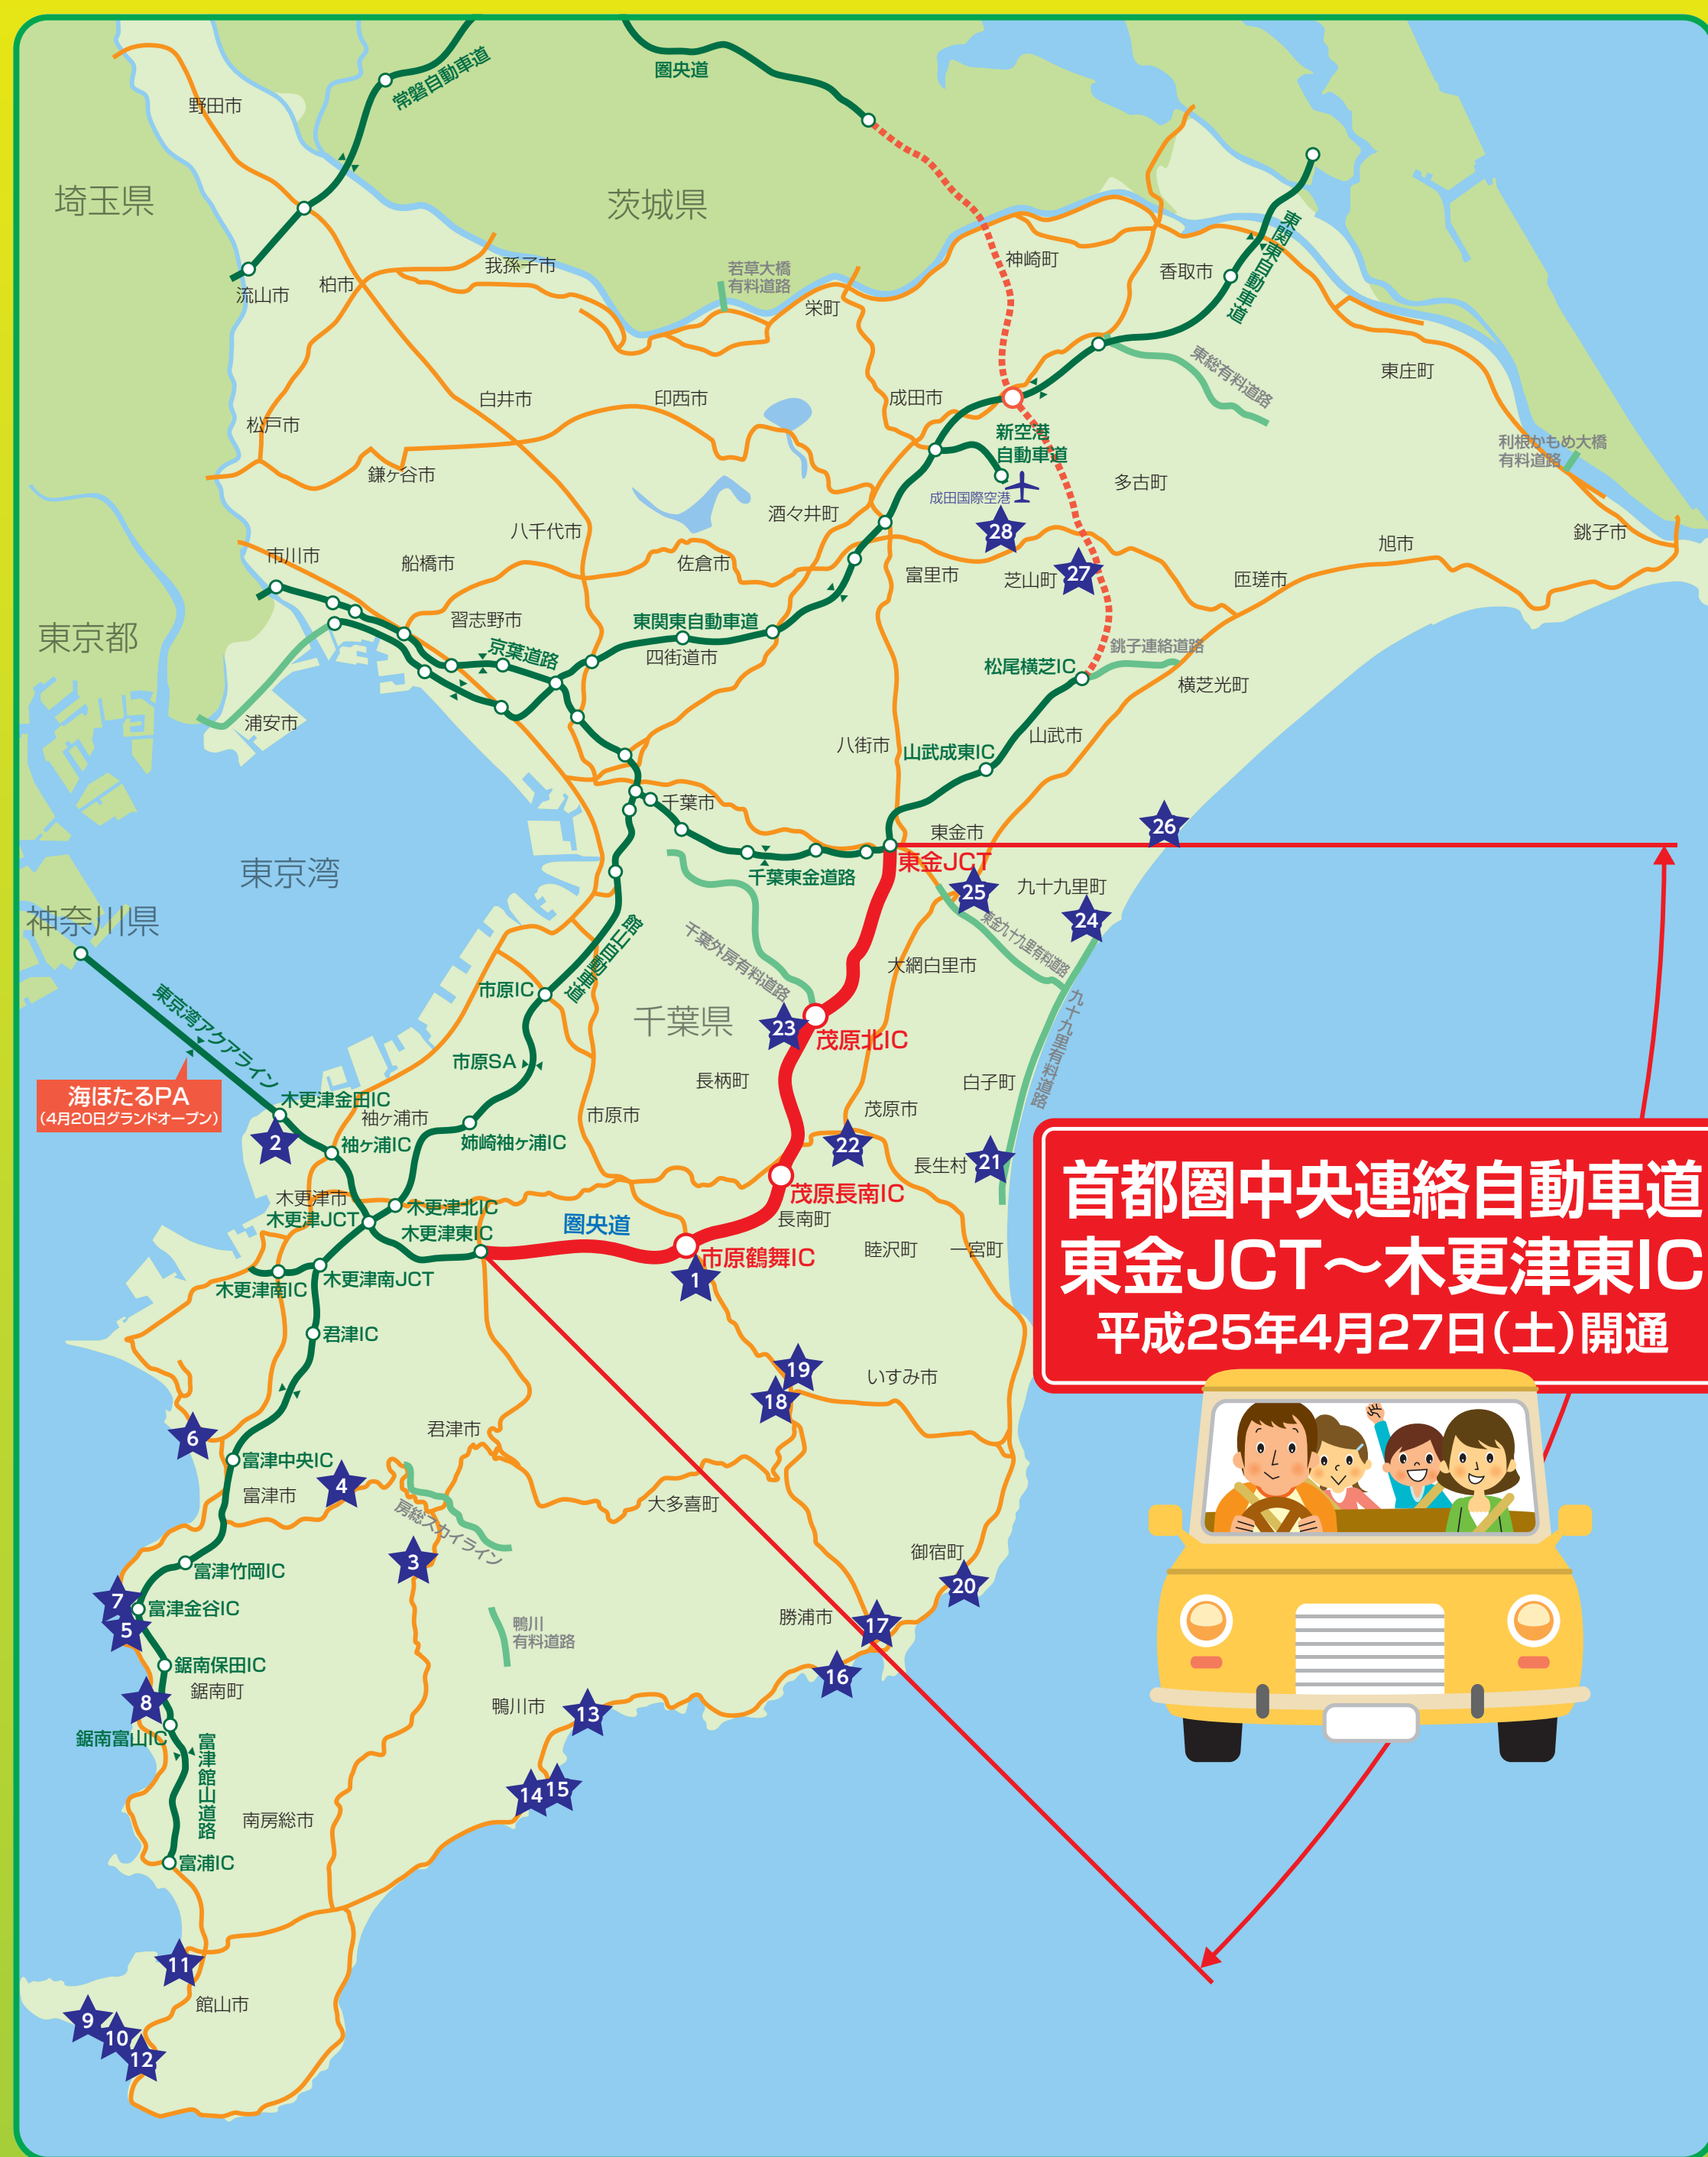 常磐自動車道
圏央道
野田市
埼玉県
茨城県
流山市
柏市
我孫子市
若草大橋
有料道路
栄町
神崎町
香取市
東関東自動車道
東総有料道路
東庄町
松戸市
白井市
印西市
成田市
新空港
自動車道
成田国際空港
利根かもめ大橋
有料道路
鎌ヶ谷市
多古町
酒々井町
八千代市
28
銚子市
市川市
船橋市
佐倉市
富里市
芝山町
27
匝瑳市
旭市
東京都
習志野市
東関東自動車道
京葉道路
四街道市
松尾横芝IC
銚子連絡道路
横芝光町
浦安市
八街市
山武成東IC
山武市
千葉市
東金市
26
東金JCT
東京湾
千葉東金道路
25
九十九里町
24
神奈川県
館山自動車道
千葉外房有料道路
東金九十九里有料道路
大網白里市
九十九里有料道路
市原IC
千葉県
東京湾アクアライン
23
茂原北IC
市原SA
長柄町
白子町
海ほたるPA
(4月20日グランドオープン)
木更津金田IC
袖ヶ浦市
市原市
茂原市
2
袖ヶ浦IC
姉崎袖ヶ浦IC
22
長生村
21
首都圏中央連絡自動車道
東金JCT～木更津東IC
平成25年4月27日(土)開通
木更津市
木更津北IC
茂原長南IC
木更津JCT
木更津東IC
圏央道
長南町
市原鶴舞IC
睦沢町
一宮町
木更津南JCT
木更津南IC
1
君津IC
19
いすみ市
18
6
君津市
富津中央IC
4
富津市
大多喜町
房総スカイライン
3
御宿町
富津竹岡IC
20
7
富津金谷IC
5
勝浦市
17
鴨川
有料道路
鋸南保田IC
16
鋸南町
8
鴨川市
13
鋸南富山IC
富津館山道路
14
15
南房総市
富浦IC
11
館山市
9
10
12